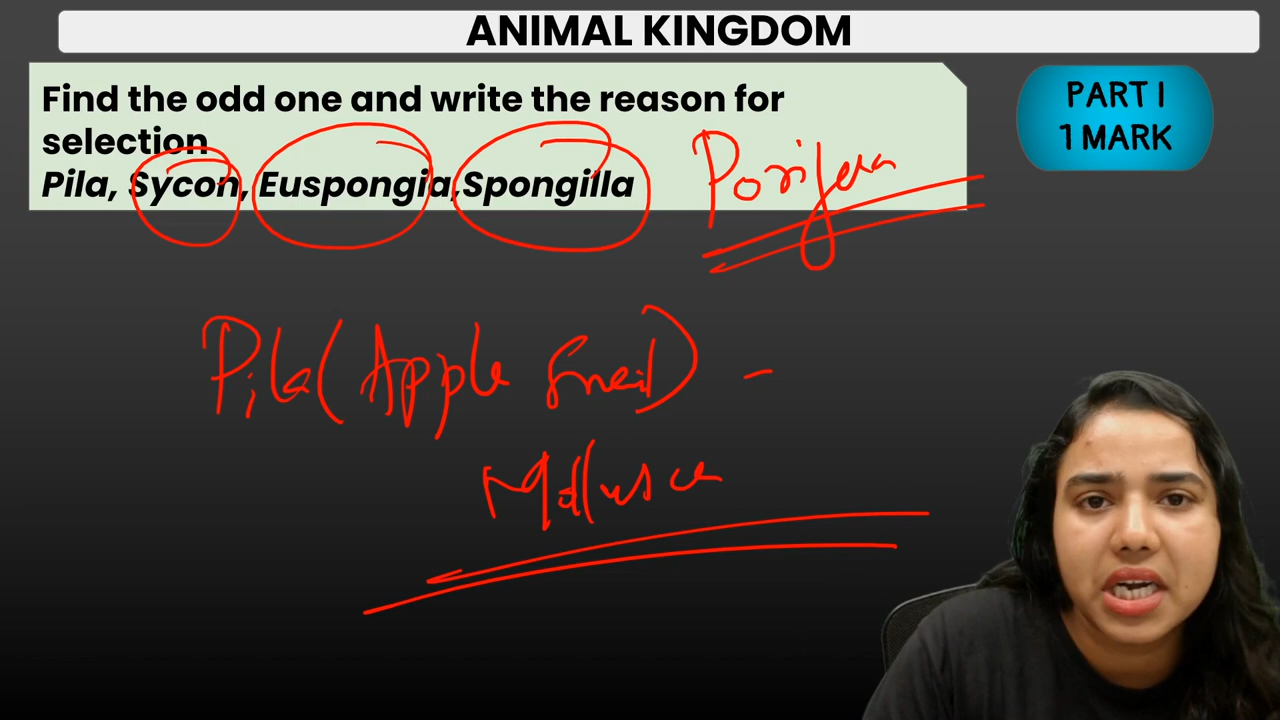 ANIMAL KINGDOM
Find the odd one and write the reason for
selection
Pila, Sycon, Euspongia,Spongilla
PART I
1 MARK
Porifera
Pila (Apple Snail) -
Mollusca